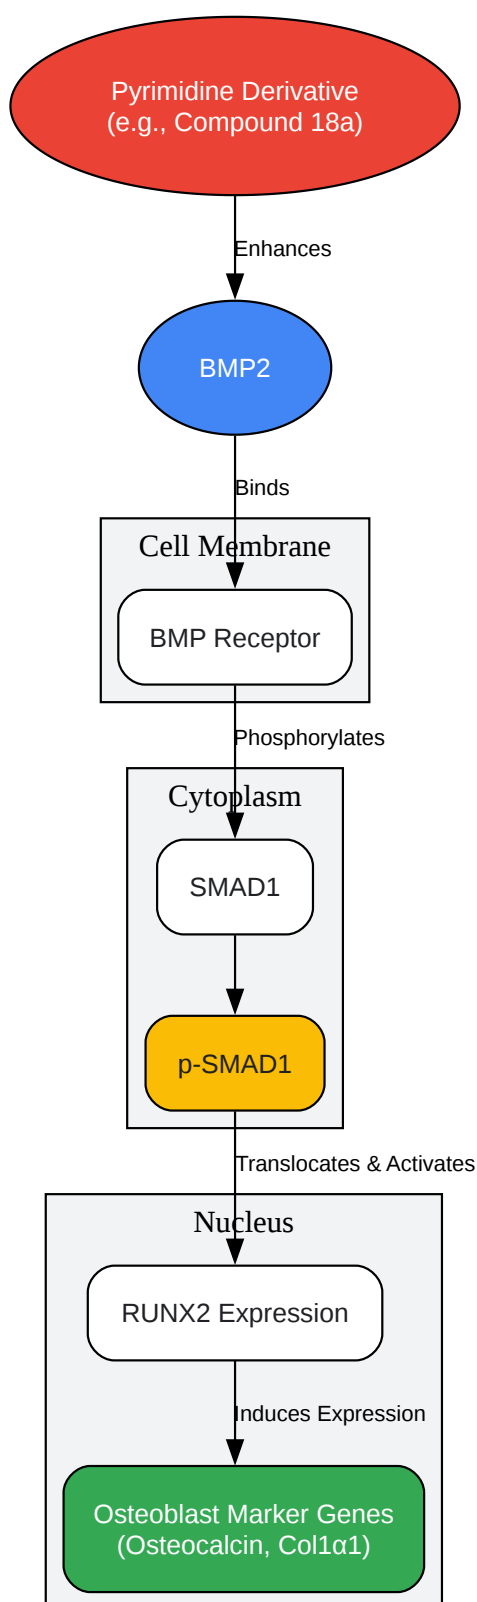 Pyrimidine Derivative
(e.g., Compound 18a)
Enhances
BMP2
Binds
Cell Membrane
BMP Receptor
Phosphorylates
Cytoplasm
SMAD1
p-SMAD1
Translocates & Activates
Nucleus
RUNX2 Expression
Induces Expression
Osteoblast Marker Genes
(Osteocalcin, Col1α1)